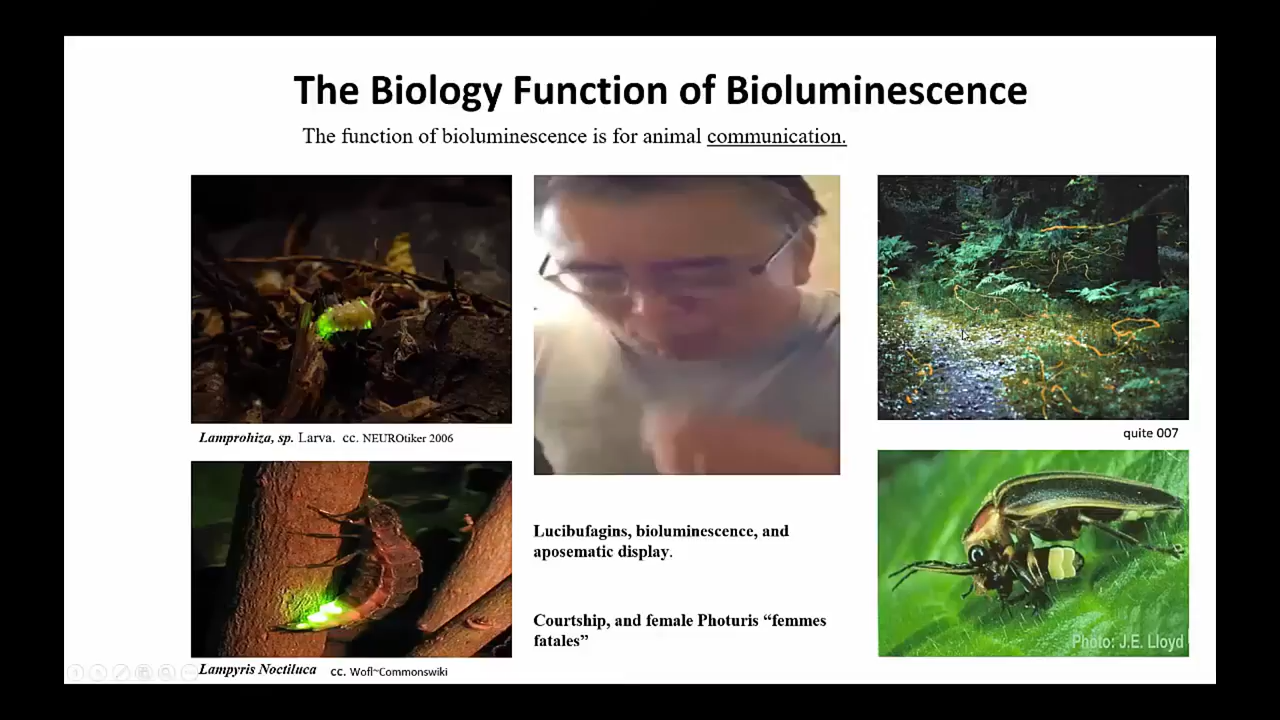 The Biology Function of Bioluminescence
The function of bioluminescence is for animal communication.
Lamprohiza, sp. Larva. cc. NEUROtiker 2006
quite 007
Lucibufagins, bioluminescence, and
aposematic display.
Courtship, and female Photuris “femmes
fatales”
Photo: J.E. Lloyd
Lampyris Noctiluca cc. Wofl~Commonswiki